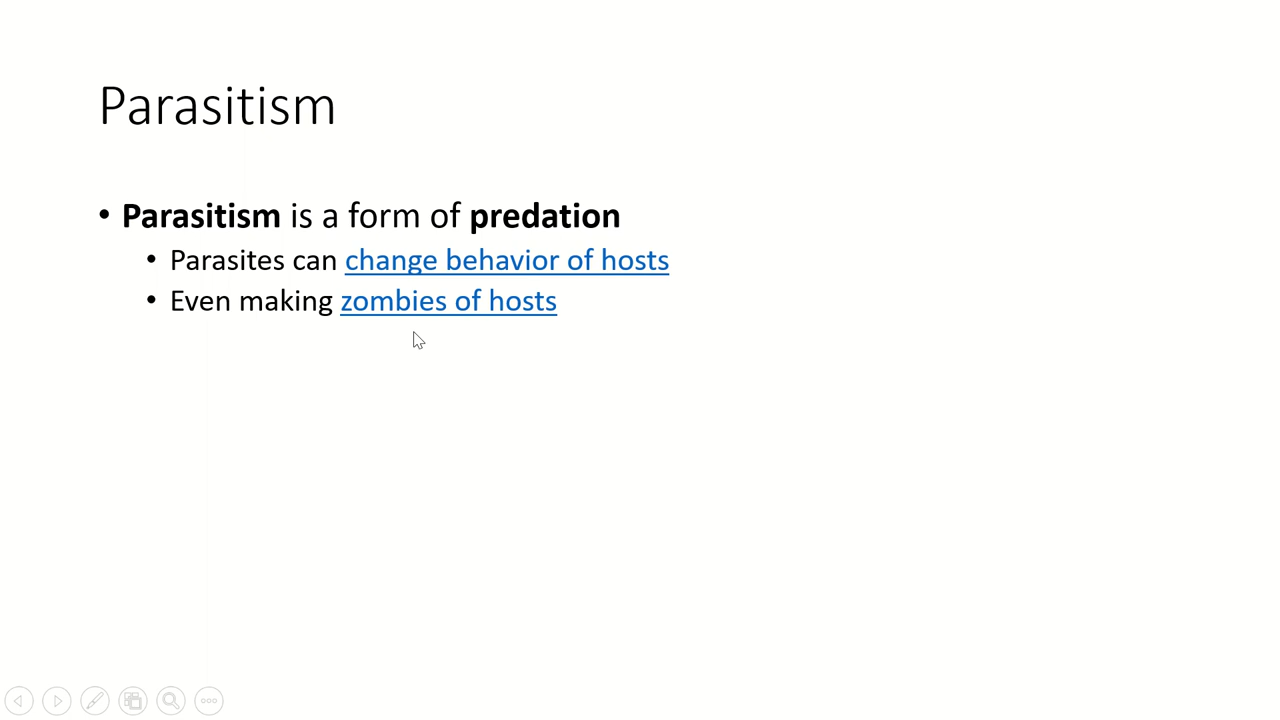 Parasitism
• Parasitism is a form of predation
• Parasites can change behavior of hosts
• Even making zombies of hosts